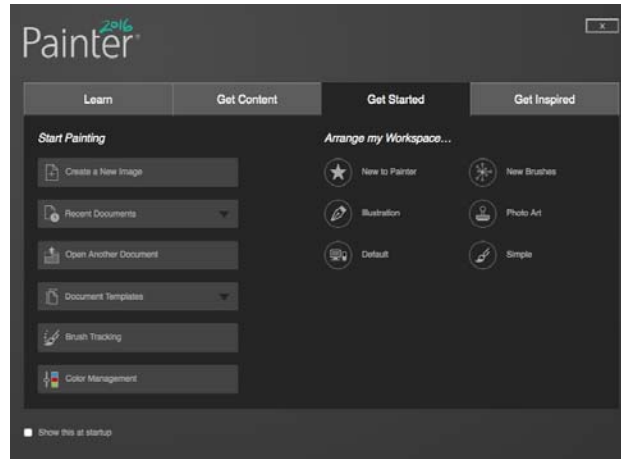 Painter 2016
x
Learn
Get Content
Get Started
Get Inspired
Start Painting
Create a New Image
Recent Documents
Open Another Document
Document Templates
Brush Tracking
Color Management
Arrange my Workspace...
New to Painter
New Brushes
Illustration
Photo Art
Default
Simple
Show this at startup